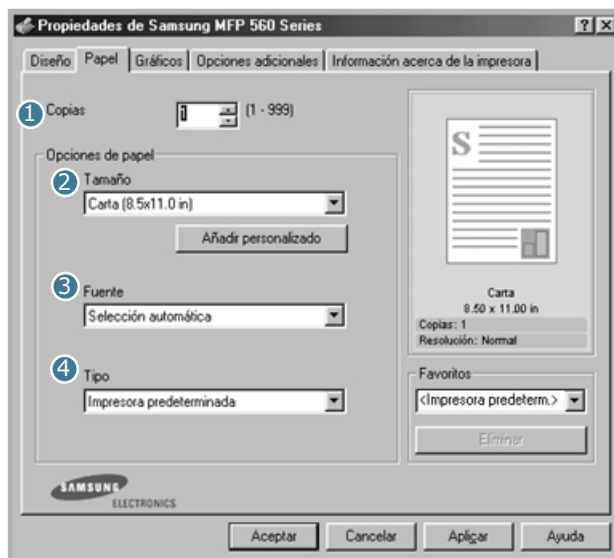 Propiedades de Samsung MFP 560 Series
Diseño Papel Gráficos Opciones adicionales Información acerca de la impresora
1 Copias 1 (1 - 999)
Opciones de papel
2 Tamaño
Carta (8.5x11.0 in)
Añadir personalizado
3 Fuente
Selección automática
4 Tipo
Impresora predeterminada
S
Carta
8.50 x 11.00 in
Copias: 1
Resolución: Normal
Favoritos
<Impresora predeterm.>
Eliminar
SAMSUNG
ELECTRONICS
Aceptar Cancelar Aplicar Ayuda